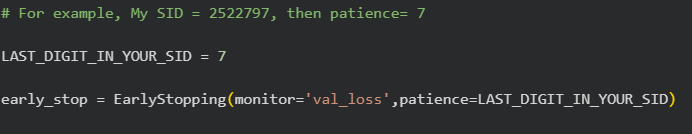 # For example, My SID = 2522797, then patience= 7
LAST_DIGIT_IN_YOUR_SID = 7
early_stop = EarlyStopping(monitor='val_loss',patience=LAST_DIGIT_IN_YOUR_SID)